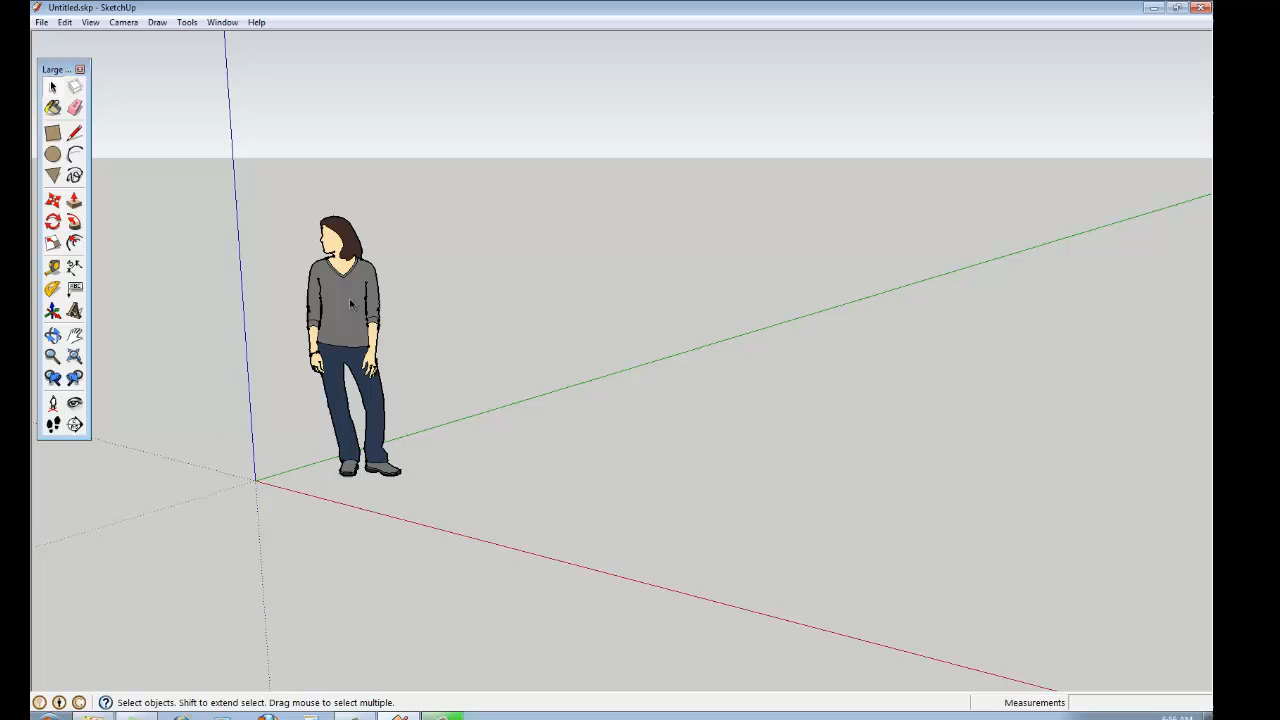 Untitled.skp - SketchUp
File Edit View Camera Draw Tools Window Help
Large ...
ABC
Select objects. Shift to extend select. Drag mouse to select multiple.
Measurements